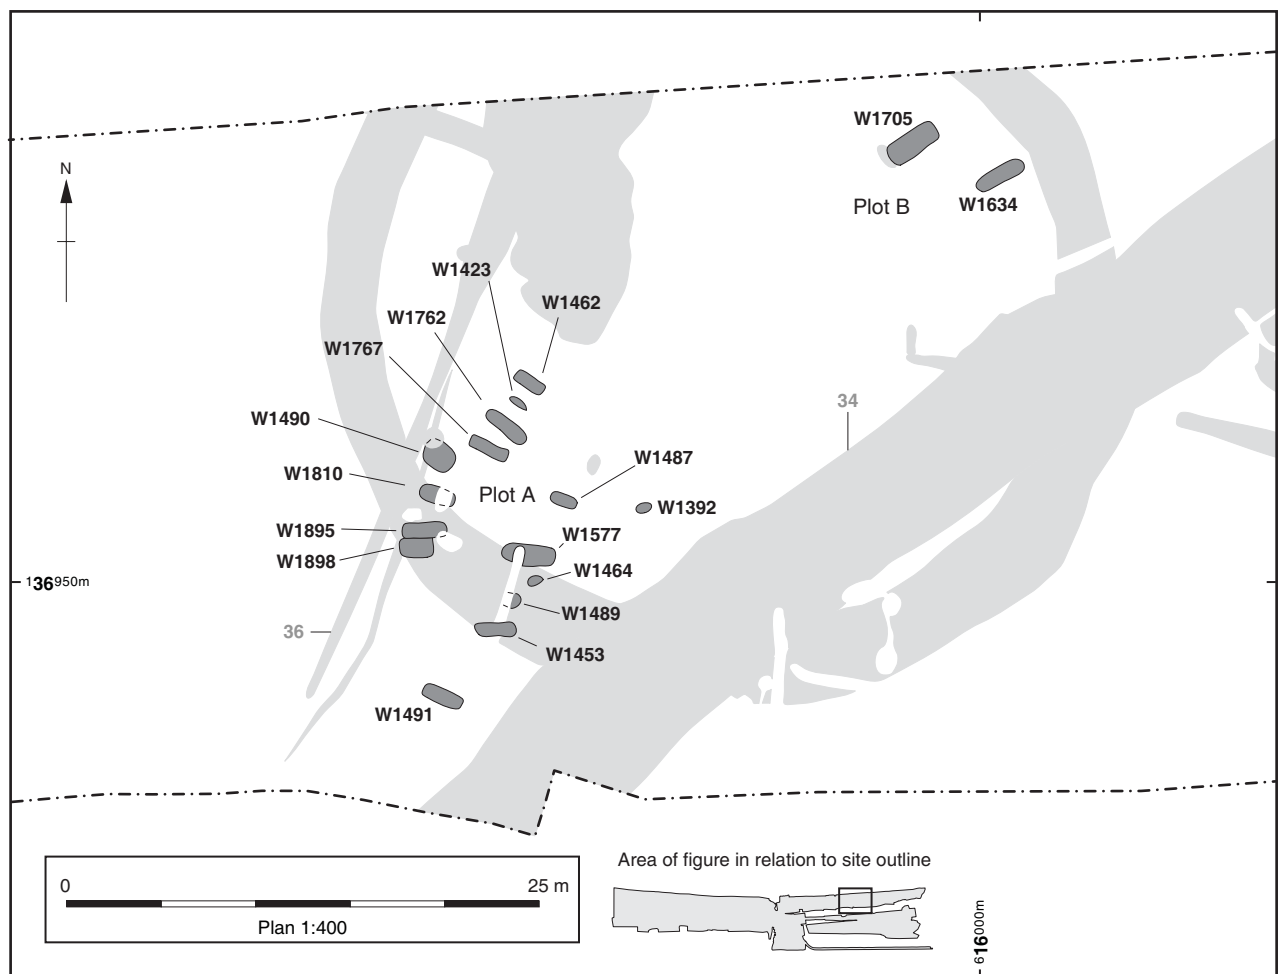 W1705
N
Plot B
W1634
W1423
W1462
W1762
W1767
34
W1490
W1487
W1810
Plot A
W1392
W1895
W1577
W1898
W1464
136950m
W1489
36
W1453
W1491
Area of figure in relation to site outline
0
25 m
Plan 1:400
616000m